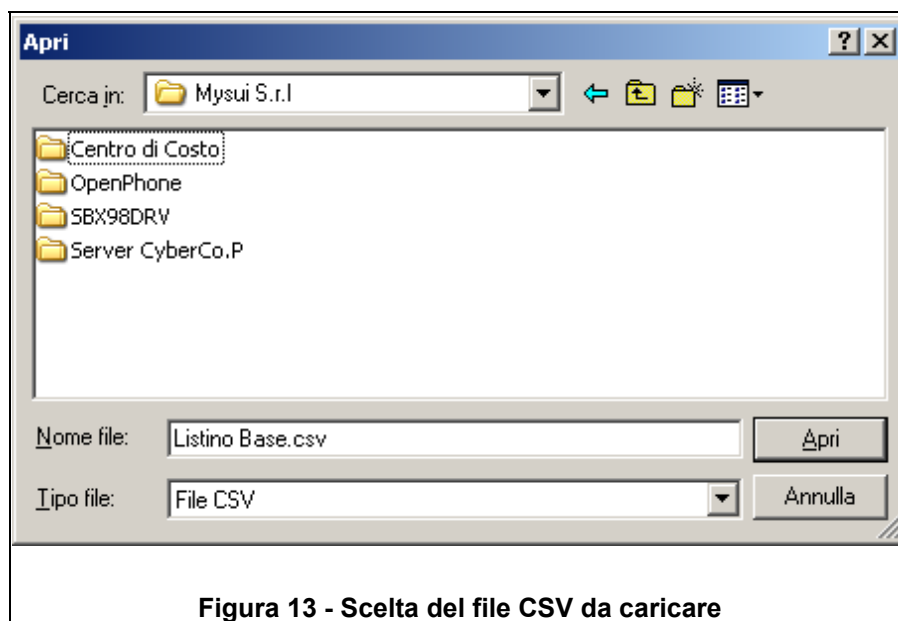 Apri
Cerca in: Mysui S.r.l
Centro di Costo
OpenPhone
SBX98DRV
Server CyberCo.P
Nome file: Listino Base.csv Apri
Tipo file: File CSV Annulla
Figura 13 - Scelta del file CSV da caricare